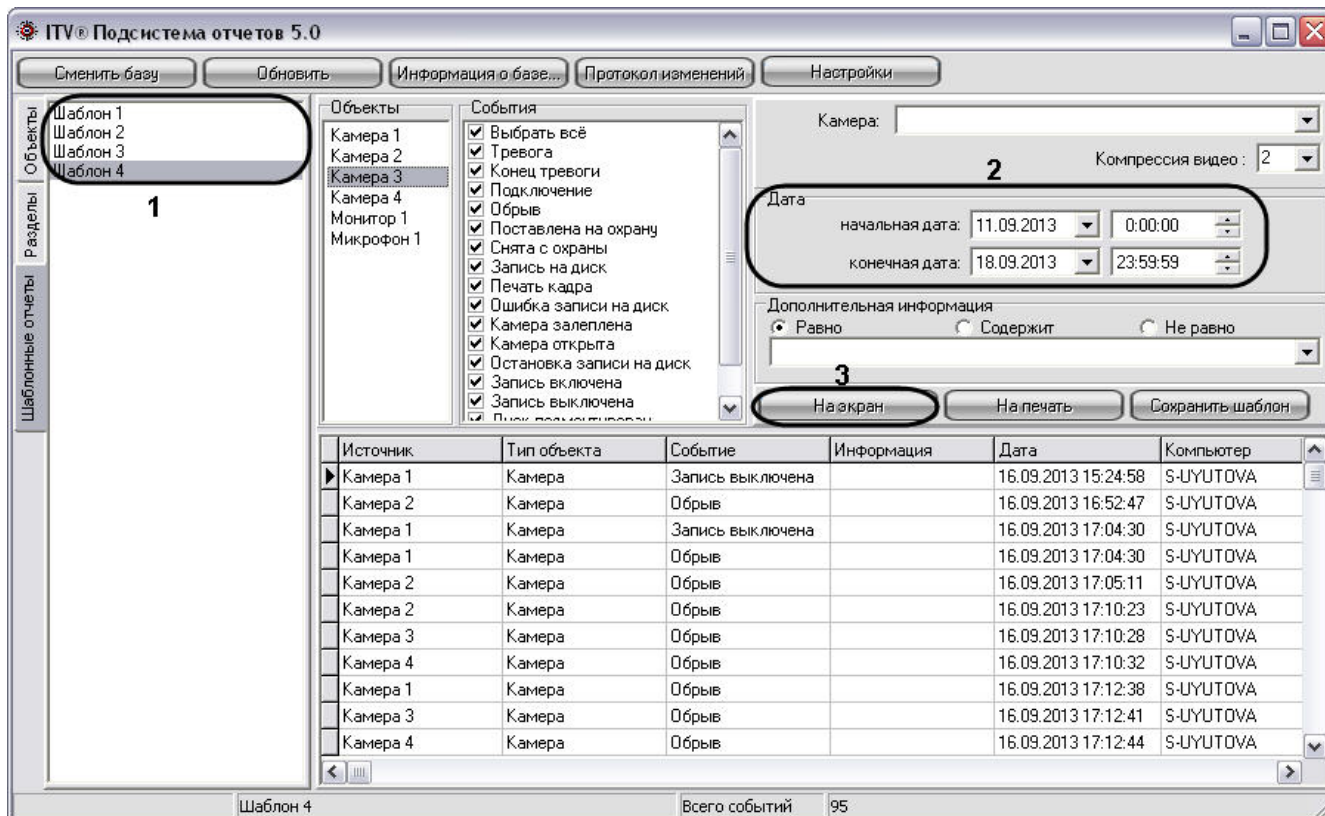 ITV® Подсистема отчетов 5.0
Сменить базу Обновить Информация о базе... Протокол изменений Настройки
Объекты
Разделы
Шаблонные отчеты
Шаблон 1
Шаблон 2
Шаблон 3
Шаблон 4
1
Объекты
Камера 1
Камера 2
Камера 3
Камера 4
Монитор 1
Микрофон 1
События
Выбрать всё
Тревога
Конец тревоги
Подключение
Обрыв
Поставлена на охрану
Снята с охраны
Запись на диск
Печать кадра
Ошибка записи на диск
Камера залеплена
Камера открыта
Остановка записи на диск
Запись включена
Запись выключена
Камера:
Компрессия видео : 2
2
Дата
начальная дата: 11.09.2013 0:00:00
конечная дата: 18.09.2013 23:59:59
Дополнительная информация
Равно Содержит Не равно
3
На экран На печать Сохранить шаблон
Источник Тип объекта Событие Информация Дата Компьютер
Камера 1 Камера Запись выключена 16.09.2013 15:24:58 S-UYUTOVA
Камера 2 Камера Обрыв 16.09.2013 16:52:47 S-UYUTOVA
Камера 1 Камера Запись выключена 16.09.2013 17:04:30 S-UYUTOVA
Камера 1 Камера Обрыв 16.09.2013 17:04:30 S-UYUTOVA
Камера 2 Камера Обрыв 16.09.2013 17:05:11 S-UYUTOVA
Камера 2 Камера Обрыв 16.09.2013 17:10:23 S-UYUTOVA
Камера 3 Камера Обрыв 16.09.2013 17:10:28 S-UYUTOVA
Камера 4 Камера Обрыв 16.09.2013 17:10:32 S-UYUTOVA
Камера 1 Камера Обрыв 16.09.2013 17:12:38 S-UYUTOVA
Камера 3 Камера Обрыв 16.09.2013 17:12:41 S-UYUTOVA
Камера 4 Камера Обрыв 16.09.2013 17:12:44 S-UYUTOVA
Шаблон 4 Всего событий 95